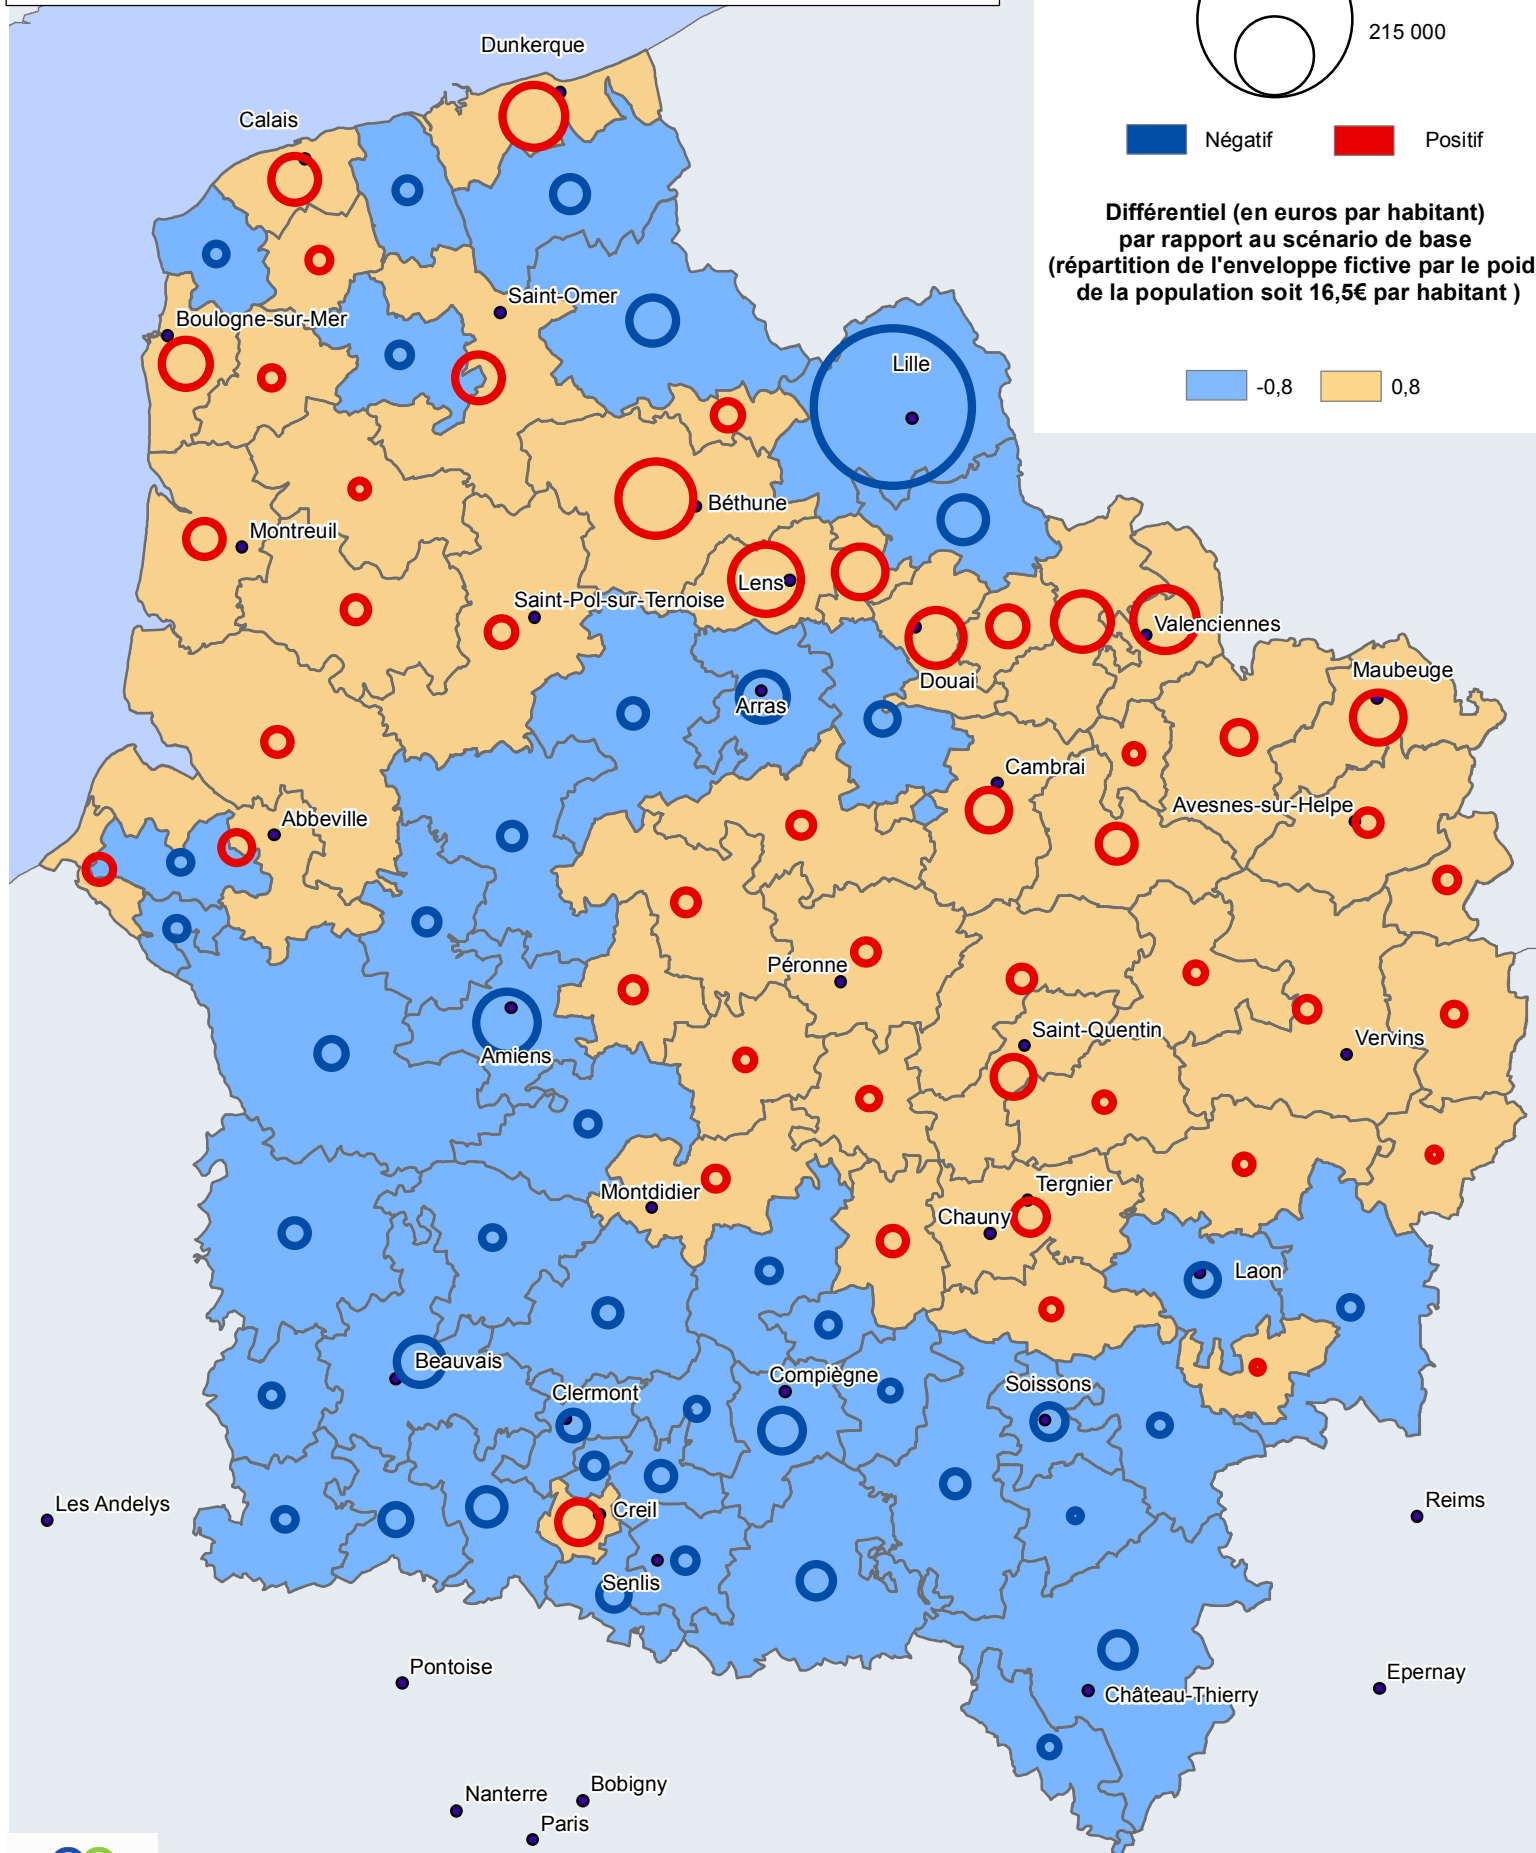 215 000
Négatif
Positif
Différentiel (en euros par habitant)
par rapport au scénario de base
(répartition de l'enveloppe fictive par le poid
de la population soit 16,5€ par habitant )
-0,8
0,8
Dunkerque
Calais
Saint-Omer
Boulogne-sur-Mer
Lille
Béthune
Montreuil
Lens
Saint-Pol-sur-Ternoise
Valenciennes
Douai
Maubeuge
Arras
Cambrai
Avesnes-sur-Helpe
Abbeville
Péronne
Saint-Quentin
Vervins
Amiens
Montdidier
Tergnier
Chauny
Laon
Beauvais
Clermont
Compiègne
Soissons
Les Andelys
Creil
Reims
Senlis
Pontoise
Epernay
Château-Thierry
Nanterre
Bobigny
Paris